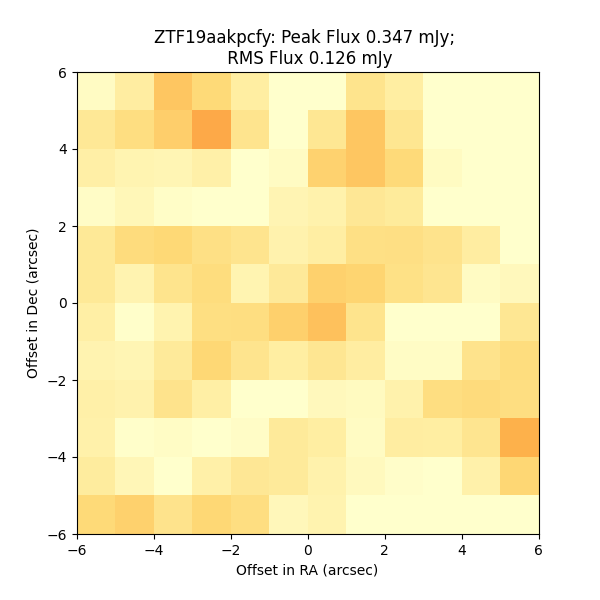 ZTF19aakpcfy: Peak Flux 0.347 mJy;
RMS Flux 0.126 mJy
6
4
2
0
−2
−4
−6
Offset in Dec (arcsec)
−6 −4 −2 0 2 4 6
Offset in RA (arcsec)